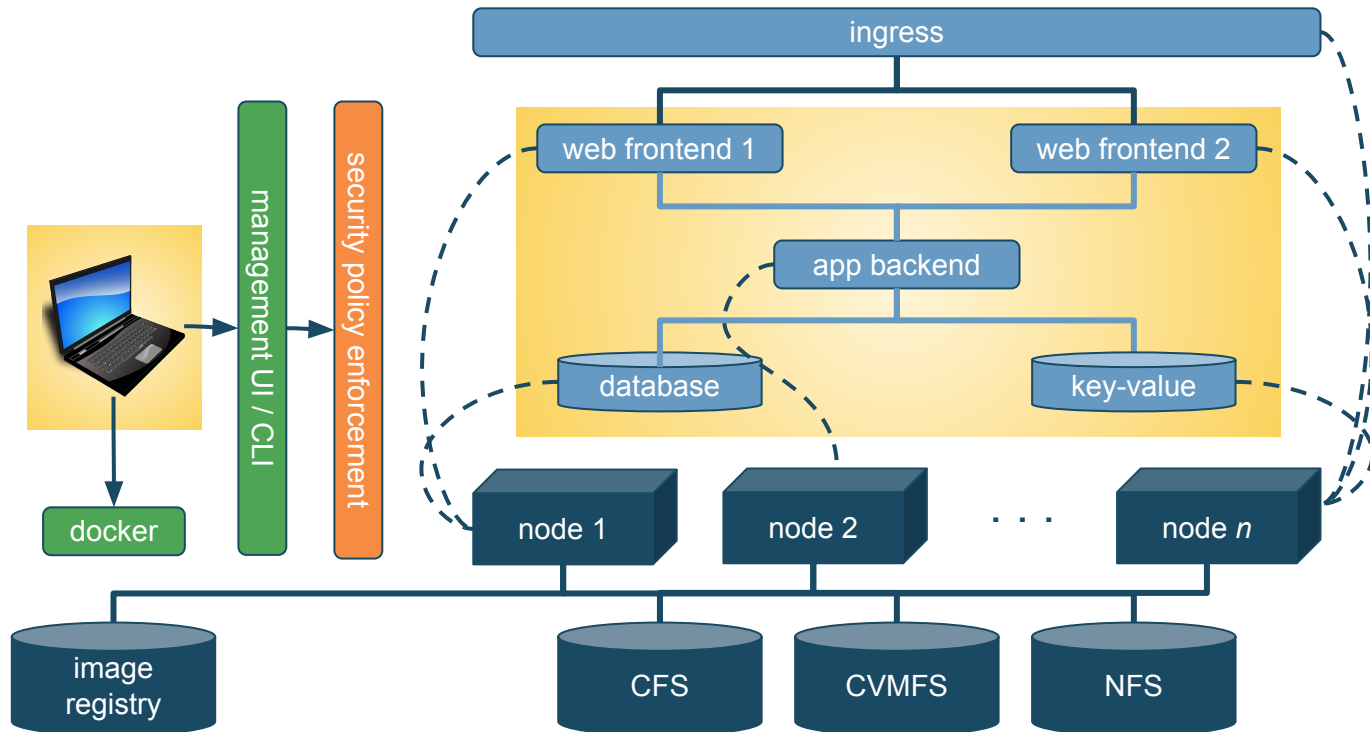 ingress
web frontend 1
web frontend 2
management UI / CLI
security policy enforcement
app backend
database
key-value
docker
node 1
node 2
. . .
node n
image
registry
CFS
CVMFS
NFS